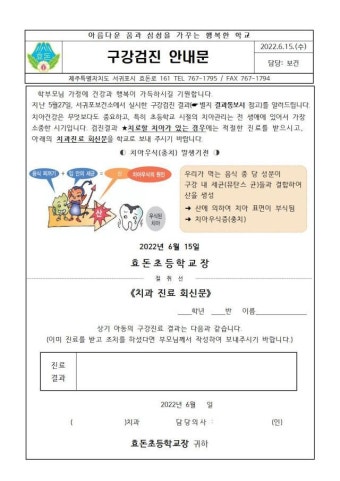 아름다운 꿈과 심성을 가꾸는 행복한 학교
효돈
구강검진 안내문
2022.6.15.(수)
담당: 보건
제주특별자치도 서귀포시 효돈로 161 TEL 767-1795 / FAX 767-1794
학부모님 가정에 건강과 행복이 가득하시길 기원합니다.
지난 5월27일, 서귀포보건소에서 실시한 구강검진 결과(☛별지 결과통보서 참고)를 알려드립니다.
치아건강은 무엇보다도 중요하고, 특히 초등학교 시절의 치아관리는 전 생애에 있어서 가장
소중한 시기입니다. 검진결과 ★치료할 치아가 있는 경우에는 적절한 진료를 받으시고,
아래의 치과진료 회신문을 학교로 보내 주시기 바랍니다.
◐ 치아우식증(충치) 발생기전 ◑
음식 찌꺼기 + 입 안의 세균 = 산 치아우식의 원인
우식된
치아
우리가 먹는 음식 중 당 성분이
구강 내 세균(뮤탄스 균)들과 결합하여
산을 생성
➔ 산에 의하여 치아 표면이 부식됨
➔ 치아우식증(충치)
2022년 6월 15일
효돈초등학교장
절 취 선
《치과 진료 회신문》
___학년 ___반 이름___________
상기 아동의 구강진료 결과는 다음과 같습니다.
(이미 진료를 받고 조치를 하셨다면 부모님께서 작성하여 보내주시기 바랍니다.)
진료
결과
2022년 6월 일
( )치과 담당의사 : (인)
효돈초등학교장 귀하